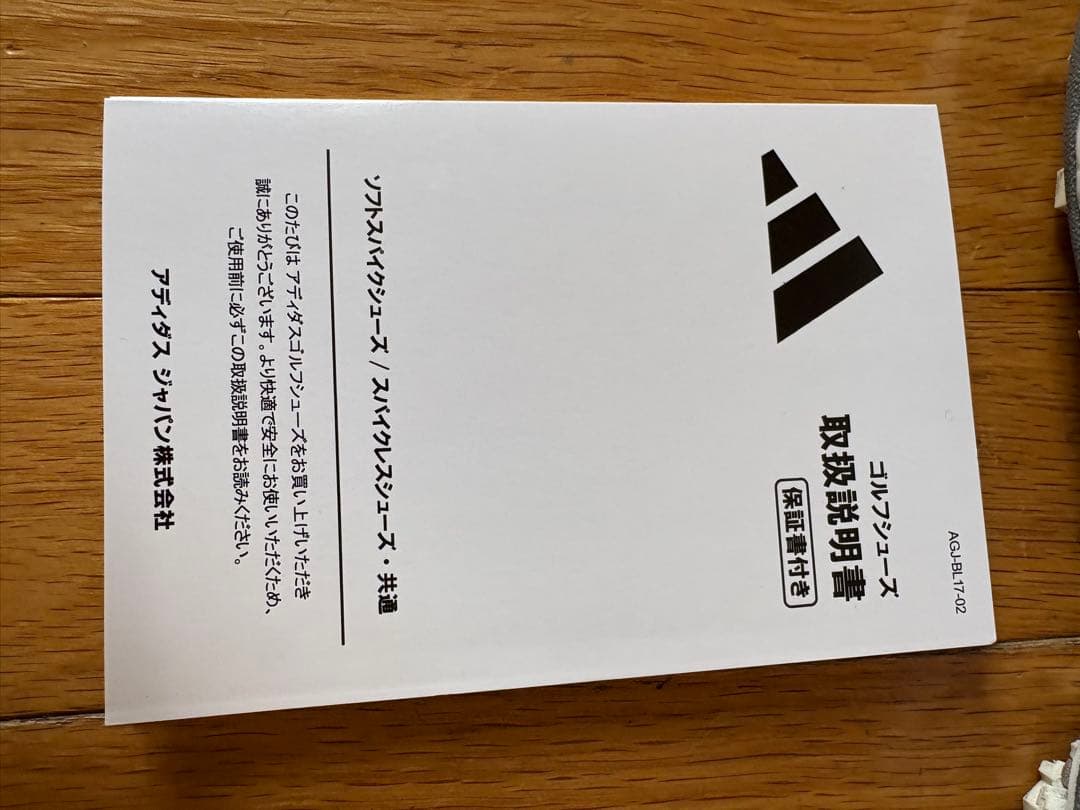 AGJ-BL17-02
ゴルフシューズ
取扱説明書
保証書付き
ソフトスパイクシューズ / スパイクレスシューズ・共通
このたびは アディダスゴルフシューズをお買い上げいただき
誠にありがとうございます。より快適で安全にお使いいただくため、
ご使用前に必ずこの取扱説明書をお読みください。
アディダス ジャパン株式会社